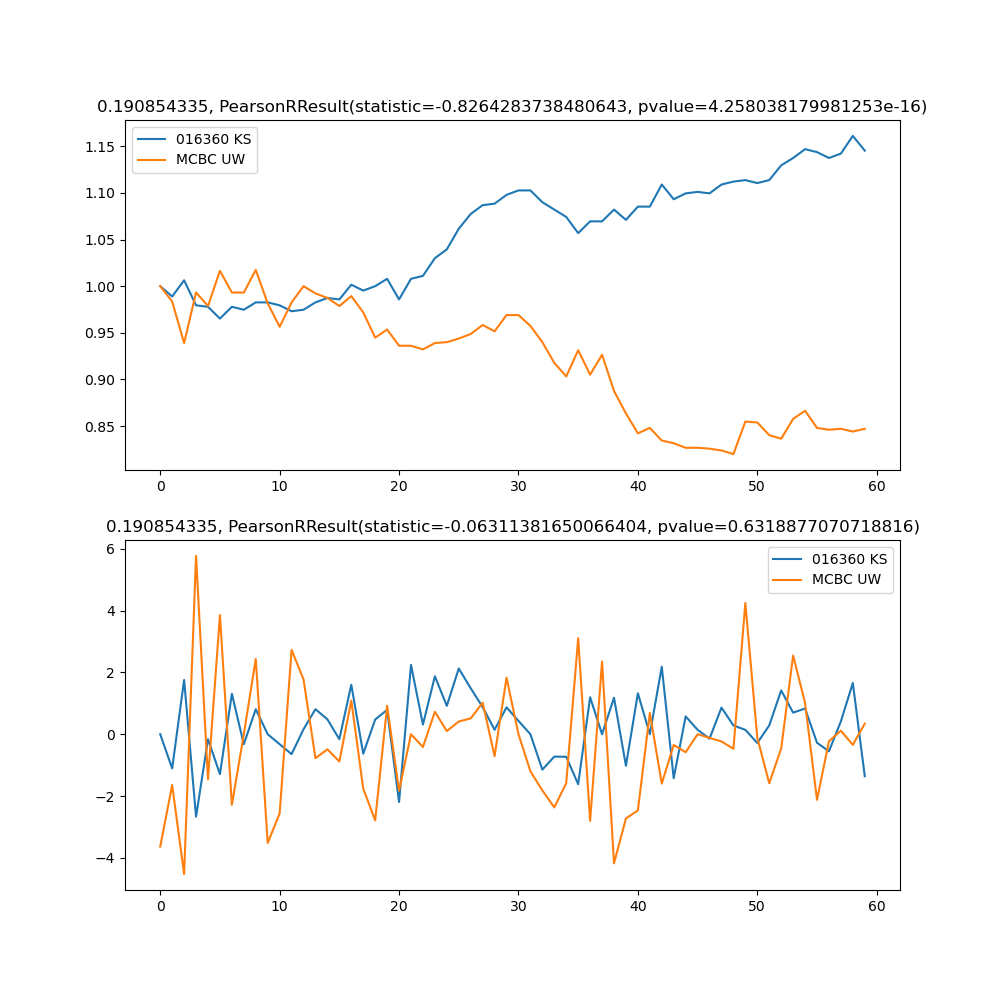 0.190854335, PearsonRResult(statistic=-0.8264283738480643, pvalue=4.258038179981253e-16)
016360 KS
MCBC UW
1.15
1.10
1.05
1.00
0.95
0.90
0.85
0 10 20 30 40 50 60
0.190854335, PearsonRResult(statistic=-0.06311381650066404, pvalue=0.6318877070718816)
016360 KS
MCBC UW
6
4
2
0
−2
−4
0 10 20 30 40 50 60